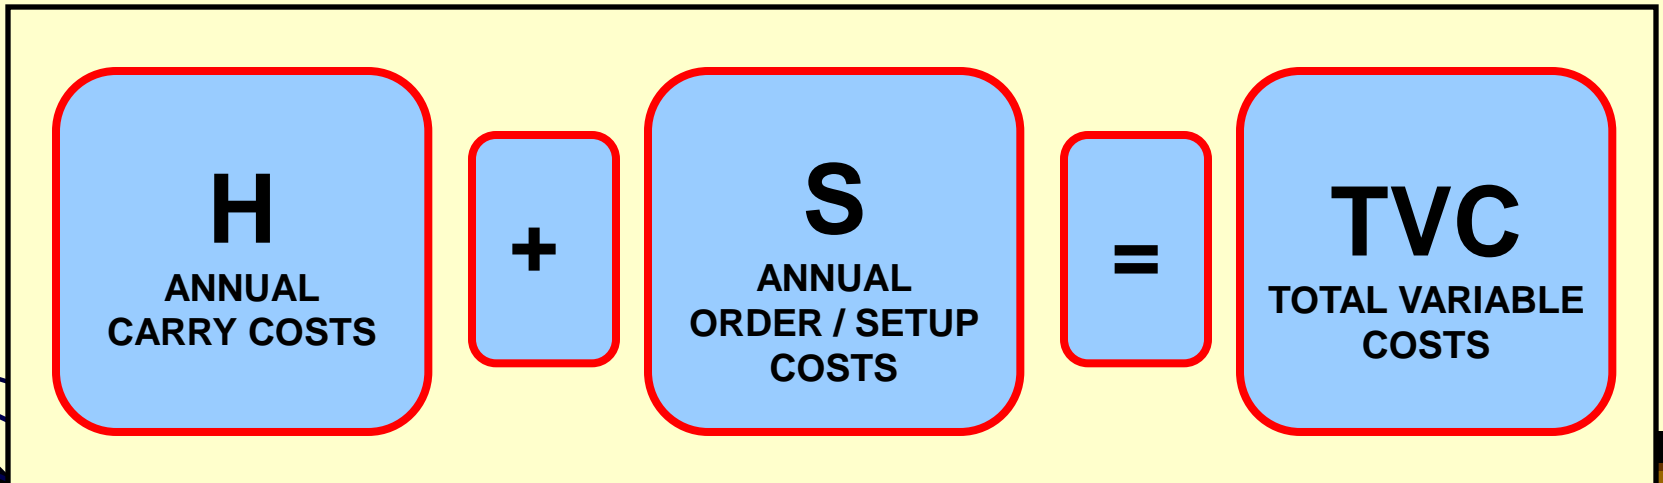 H
ANNUAL
CARRY COSTS
+
S
ANNUAL
ORDER / SETUP
COSTS
=
TVC
TOTAL VARIABLE
COSTS